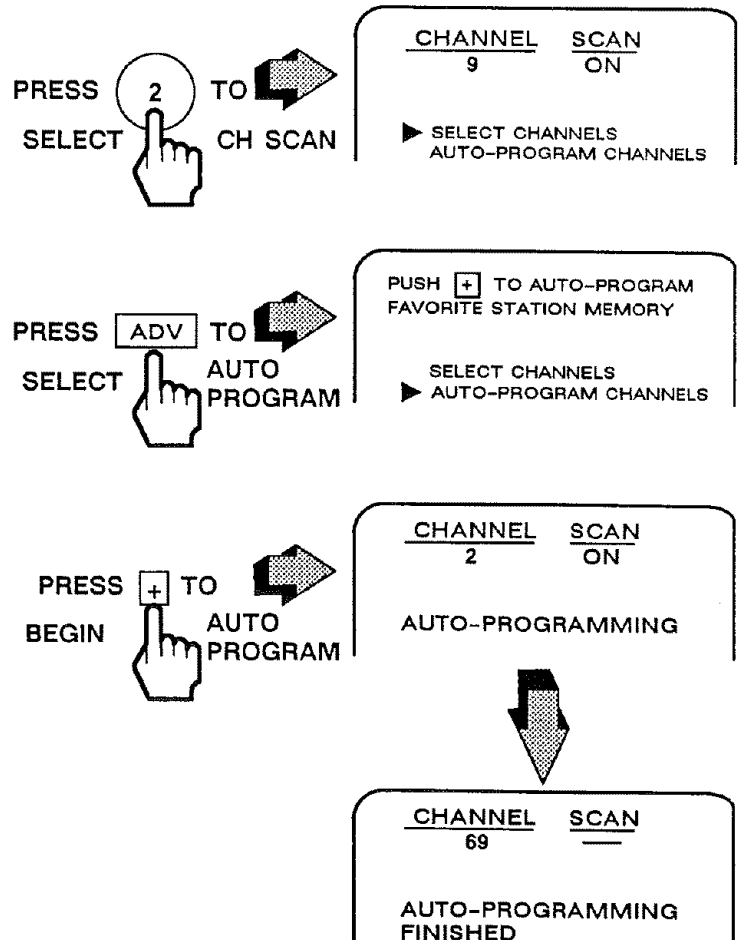 PRESS 2 TO
SELECT CH SCAN
CHANNEL SCAN
9 ON
▶ SELECT CHANNELS
AUTO-PROGRAM CHANNELS
PRESS ADV TO
SELECT AUTO
PROGRAM
PUSH + TO AUTO-PROGRAM
FAVORITE STATION MEMORY
SELECT CHANNELS
▶ AUTO-PROGRAM CHANNELS
PRESS + TO
BEGIN AUTO
PROGRAM
CHANNEL SCAN
2 ON
AUTO-PROGRAMMING
CHANNEL SCAN
69 —
AUTO-PROGRAMMING
FINISHED